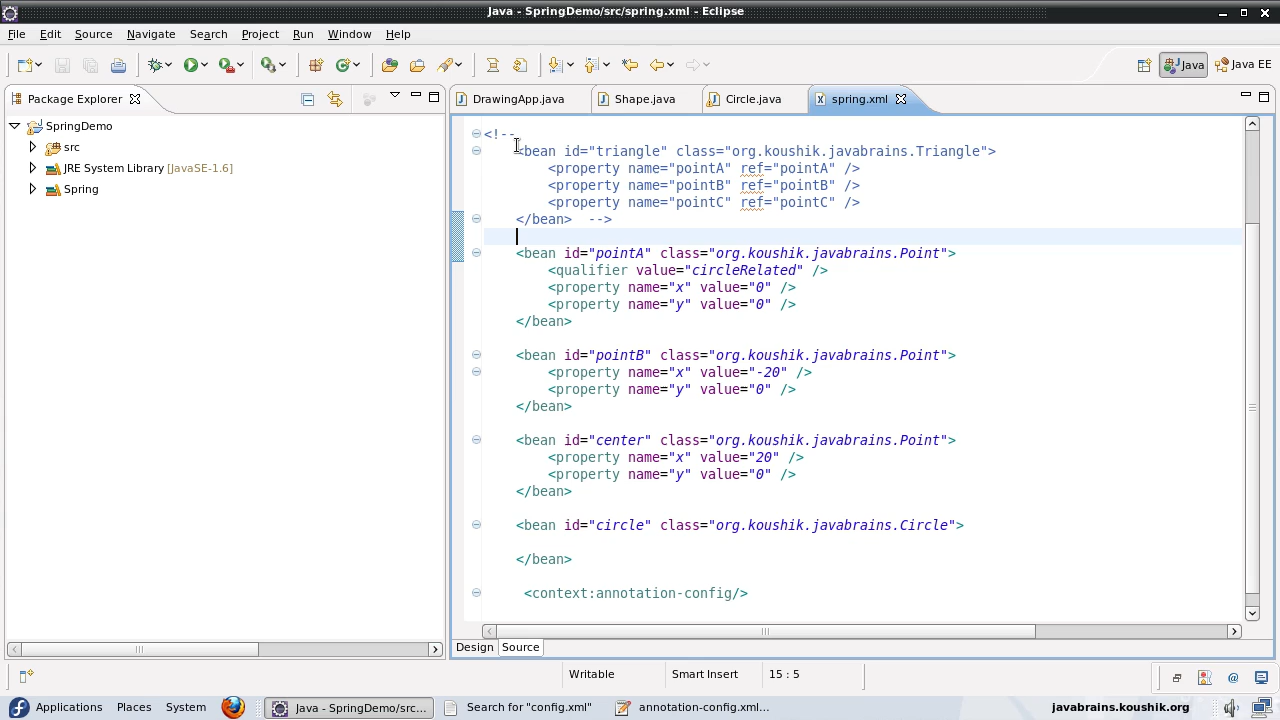 Java - SpringDemo/src/spring.xml - Eclipse
File Edit Source Navigate Search Project Run Window Help
Java Java EE
Package Explorer
DrawingApp.java Shape.java Circle.java spring.xml
SpringDemo
src
JRE System Library [JavaSE-1.6]
Spring
<!--
<bean id="triangle" class="org.koushik.javabrains.Triangle">
<property name="pointA" ref="pointA" />
<property name="pointB" ref="pointB" />
<property name="pointC" ref="pointC" />
</bean> -->
<bean id="pointA" class="org.koushik.javabrains.Point">
<qualifier value="circleRelated" />
<property name="x" value="0" />
<property name="y" value="0" />
</bean>
<bean id="pointB" class="org.koushik.javabrains.Point">
<property name="x" value="-20" />
<property name="y" value="0" />
</bean>
<bean id="center" class="org.koushik.javabrains.Point">
<property name="x" value="20" />
<property name="y" value="0" />
</bean>
<bean id="circle" class="org.koushik.javabrains.Circle">
</bean>
<context:annotation-config/>
Design Source
Writable Smart Insert 15 : 5
Applications Places System Java - SpringDemo/src... Search for "config.xml" annotation-config.xml... javabrains.koushik.org